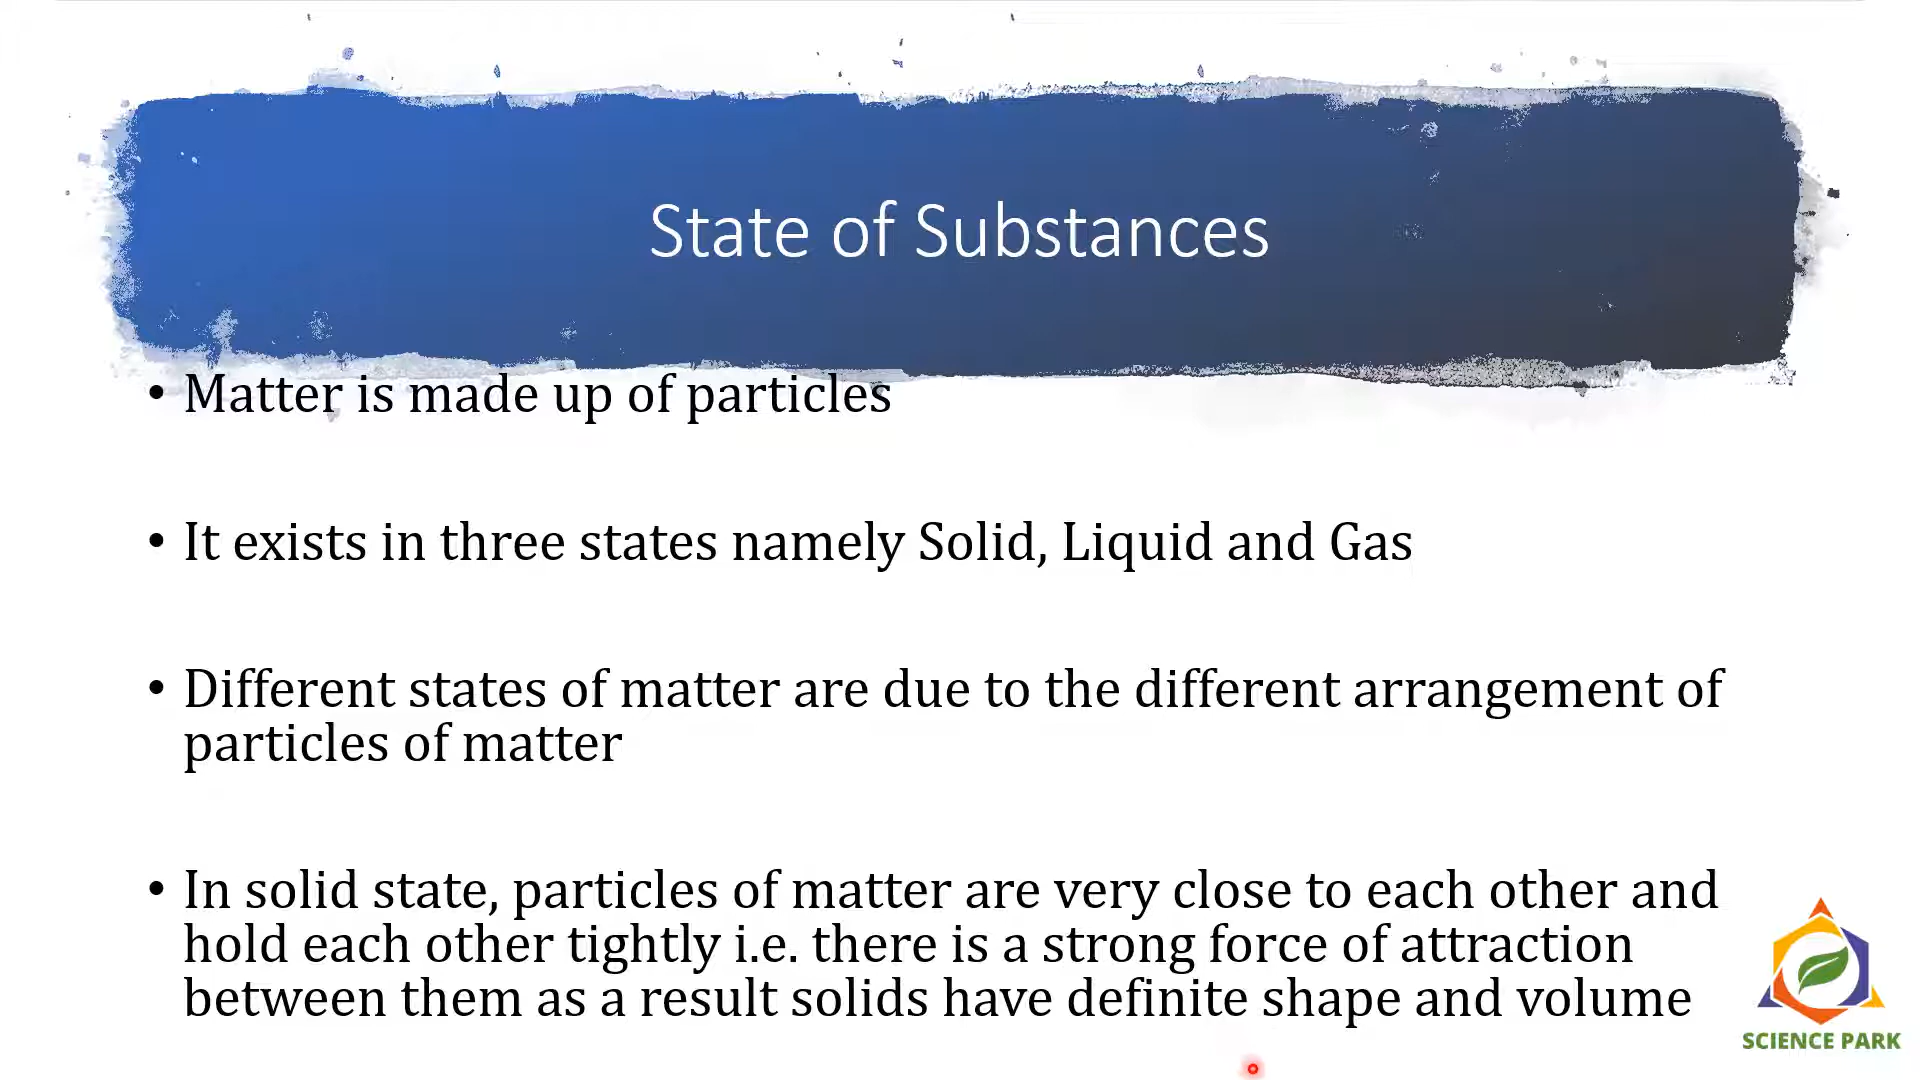 State of Substances
• Matter is made up of particles
• It exists in three states namely Solid, Liquid and Gas
• Different states of matter are due to the different arrangement of
particles of matter
• In solid state, particles of matter are very close to each other and
hold each other tightly i.e. there is a strong force of attraction
between them as a result solids have definite shape and volume
SCIENCE PARK